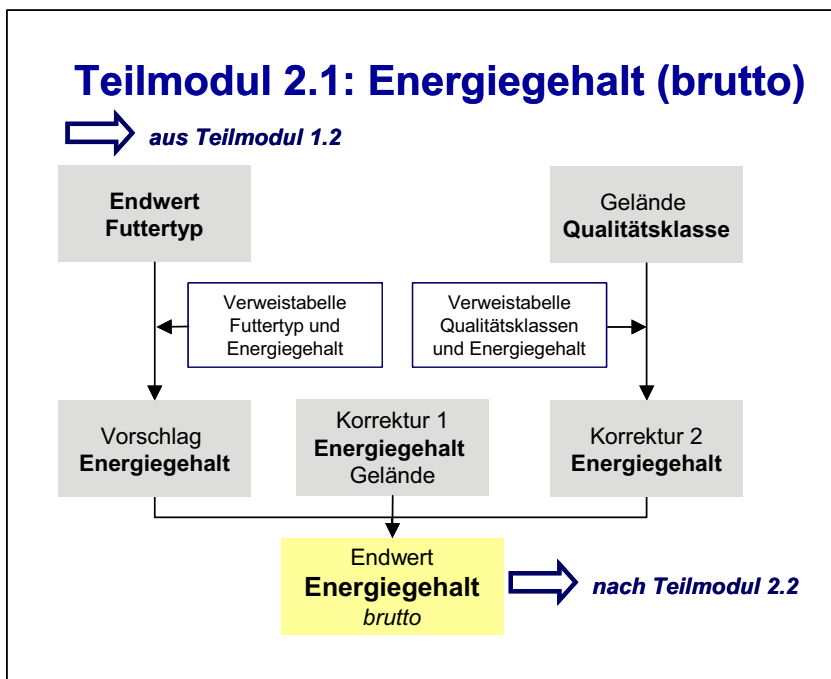 Teilmodul 2.1: Energiegehalt (brutto)
aus Teilmodul 1.2
Endwert
Futtertyp
Gelände
Qualitätsklasse
Verweistabelle
Futtertyp und
Energiegehalt
Verweistabelle
Qualitätsklassen
und Energiegehalt
Vorschlag
Energiegehalt
Korrektur 1
Energiegehalt
Gelände
Korrektur 2
Energiegehalt
Endwert
Energiegehalt
brutto
nach Teilmodul 2.2